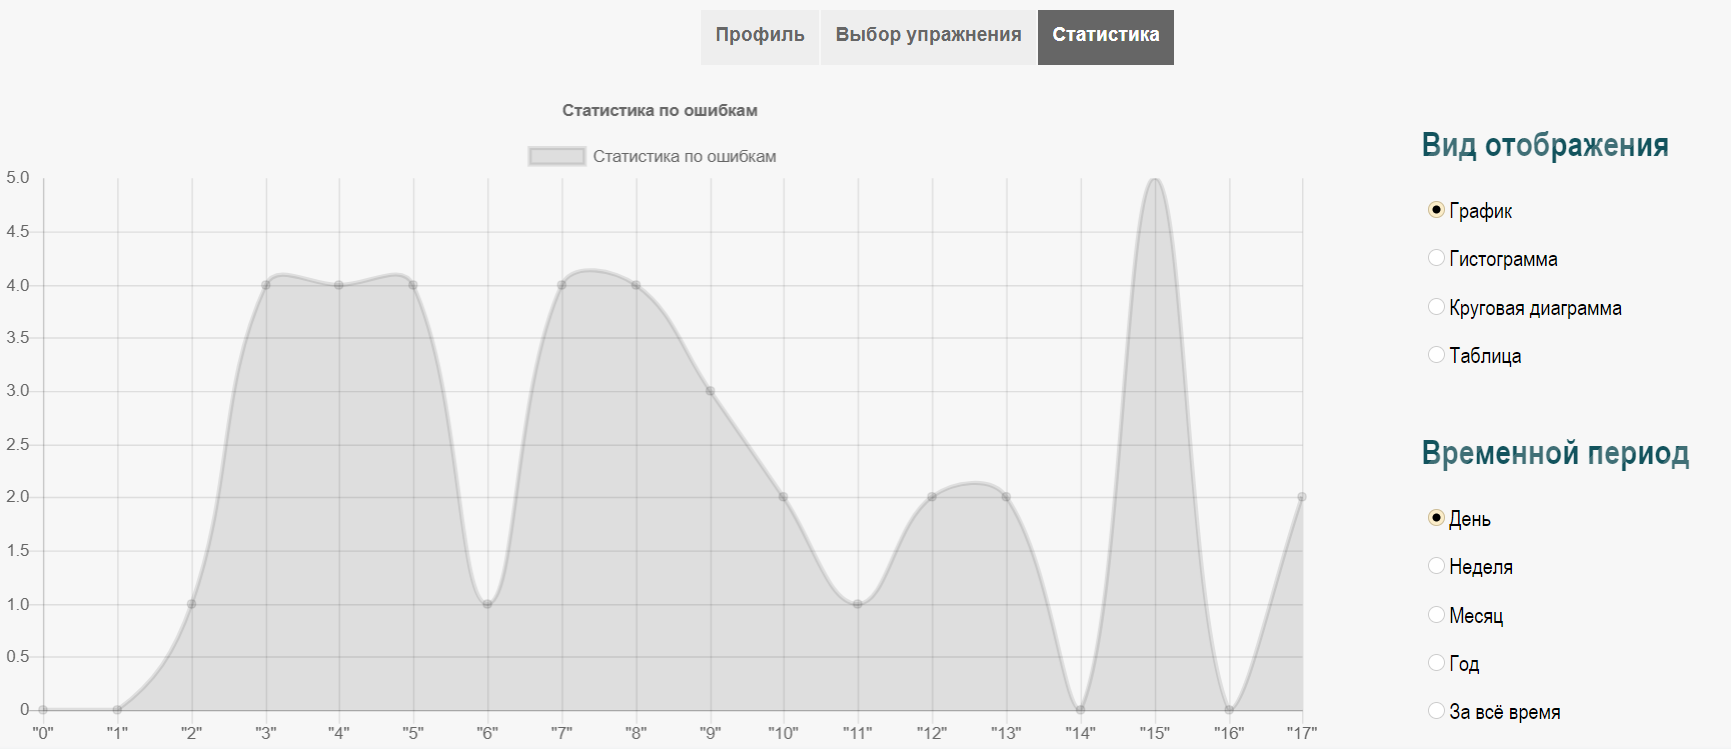 Профиль Выбор упражнения Статистика
Статистика по ошибкам
Статистика по ошибкам
5.0
4.5
4.0
3.5
3.0
2.5
2.0
1.5
1.0
0.5
0
"0" "1" "2" "3" "4" "5" "6" "7" "8" "9" "10" "11" "12" "13" "14" "15" "16" "17"
Вид отображения
График
Гистограмма
Круговая диаграмма
Таблица
Временной период
День
Неделя
Месяц
Год
За всё время